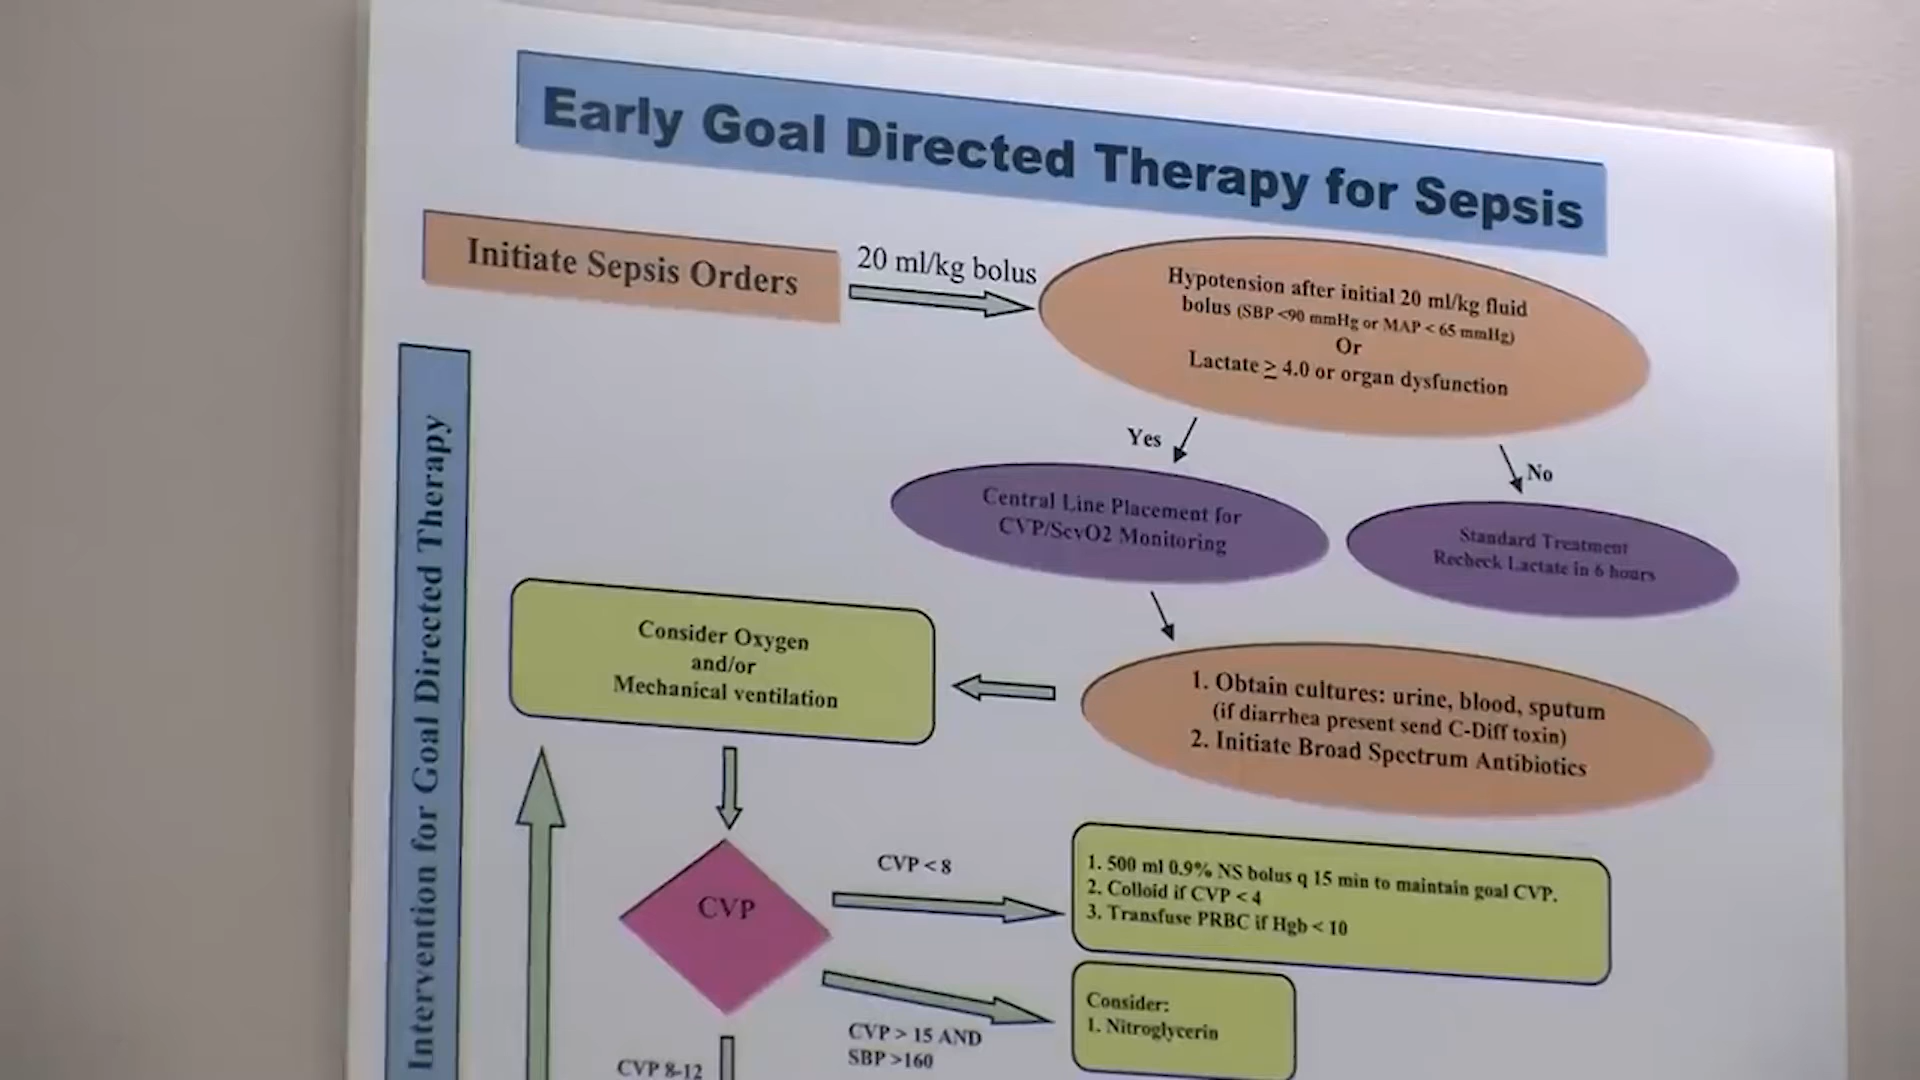 Early Goal Directed Therapy for Sepsis
Initiate Sepsis Orders
20 ml/kg bolus
Hypotension after initial 20 ml/kg fluid
bolus (SBP <90 mmHg or MAP < 65 mmHg)
Or
Lactate ≥ 4.0 or organ dysfunction
Yes
No
Central Line Placement for
CVP/ScvO2 Monitoring
Standard Treatment
Recheck Lactate in 6 hours
Intervention for Goal Directed Therapy
Consider Oxygen
and/or
Mechanical ventilation
1. Obtain cultures: urine, blood, sputum
(if diarrhea present send C-Diff toxin)
2. Initiate Broad Spectrum Antibiotics
CVP
CVP < 8
1. 500 ml 0.9% NS bolus q 15 min to maintain goal CVP.
2. Colloid if CVP < 4
3. Transfuse PRBC if Hgb < 10
CVP > 15 AND
SBP >160
Consider:
1. Nitroglycerin
CVP 8-12